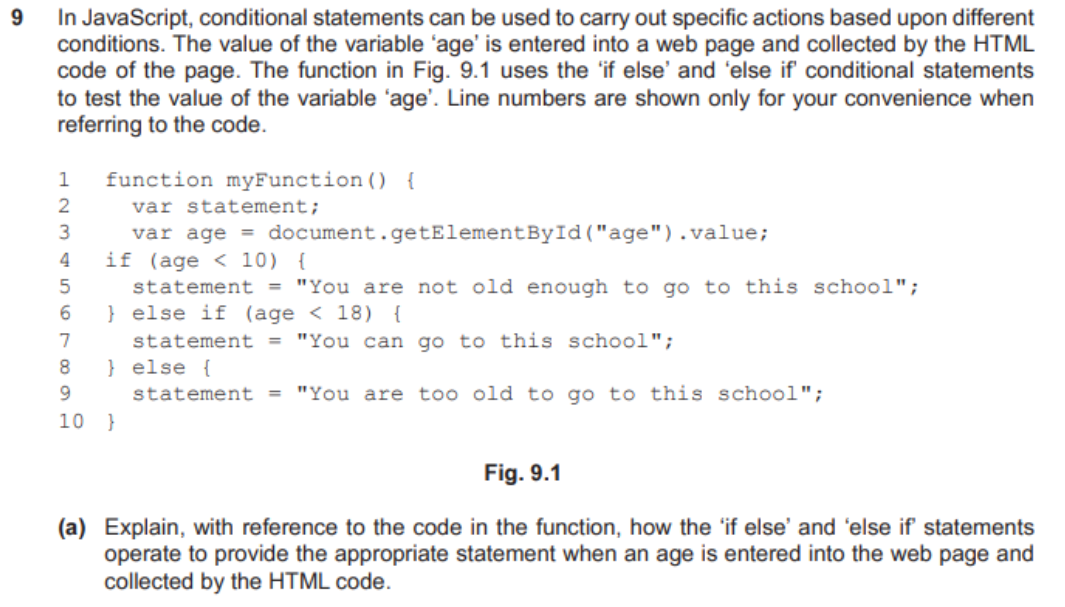 9 In JavaScript, conditional statements can be used to carry out specific actions based upon different
conditions. The value of the variable ‘age’ is entered into a web page and collected by the HTML
code of the page. The function in Fig. 9.1 uses the ‘if else’ and ‘else if’ conditional statements
to test the value of the variable ‘age’. Line numbers are shown only for your convenience when
referring to the code.
1 function myFunction() {
2 var statement;
3 var age = document.getElementById("age").value;
4 if (age < 10) {
5 statement = "You are not old enough to go to this school";
6 } else if (age < 18) {
7 statement = "You can go to this school";
8 } else {
9 statement = "You are too old to go to this school";
10 }
Fig. 9.1
(a) Explain, with reference to the code in the function, how the ‘if else’ and ‘else if’ statements
operate to provide the appropriate statement when an age is entered into the web page and
collected by the HTML code.